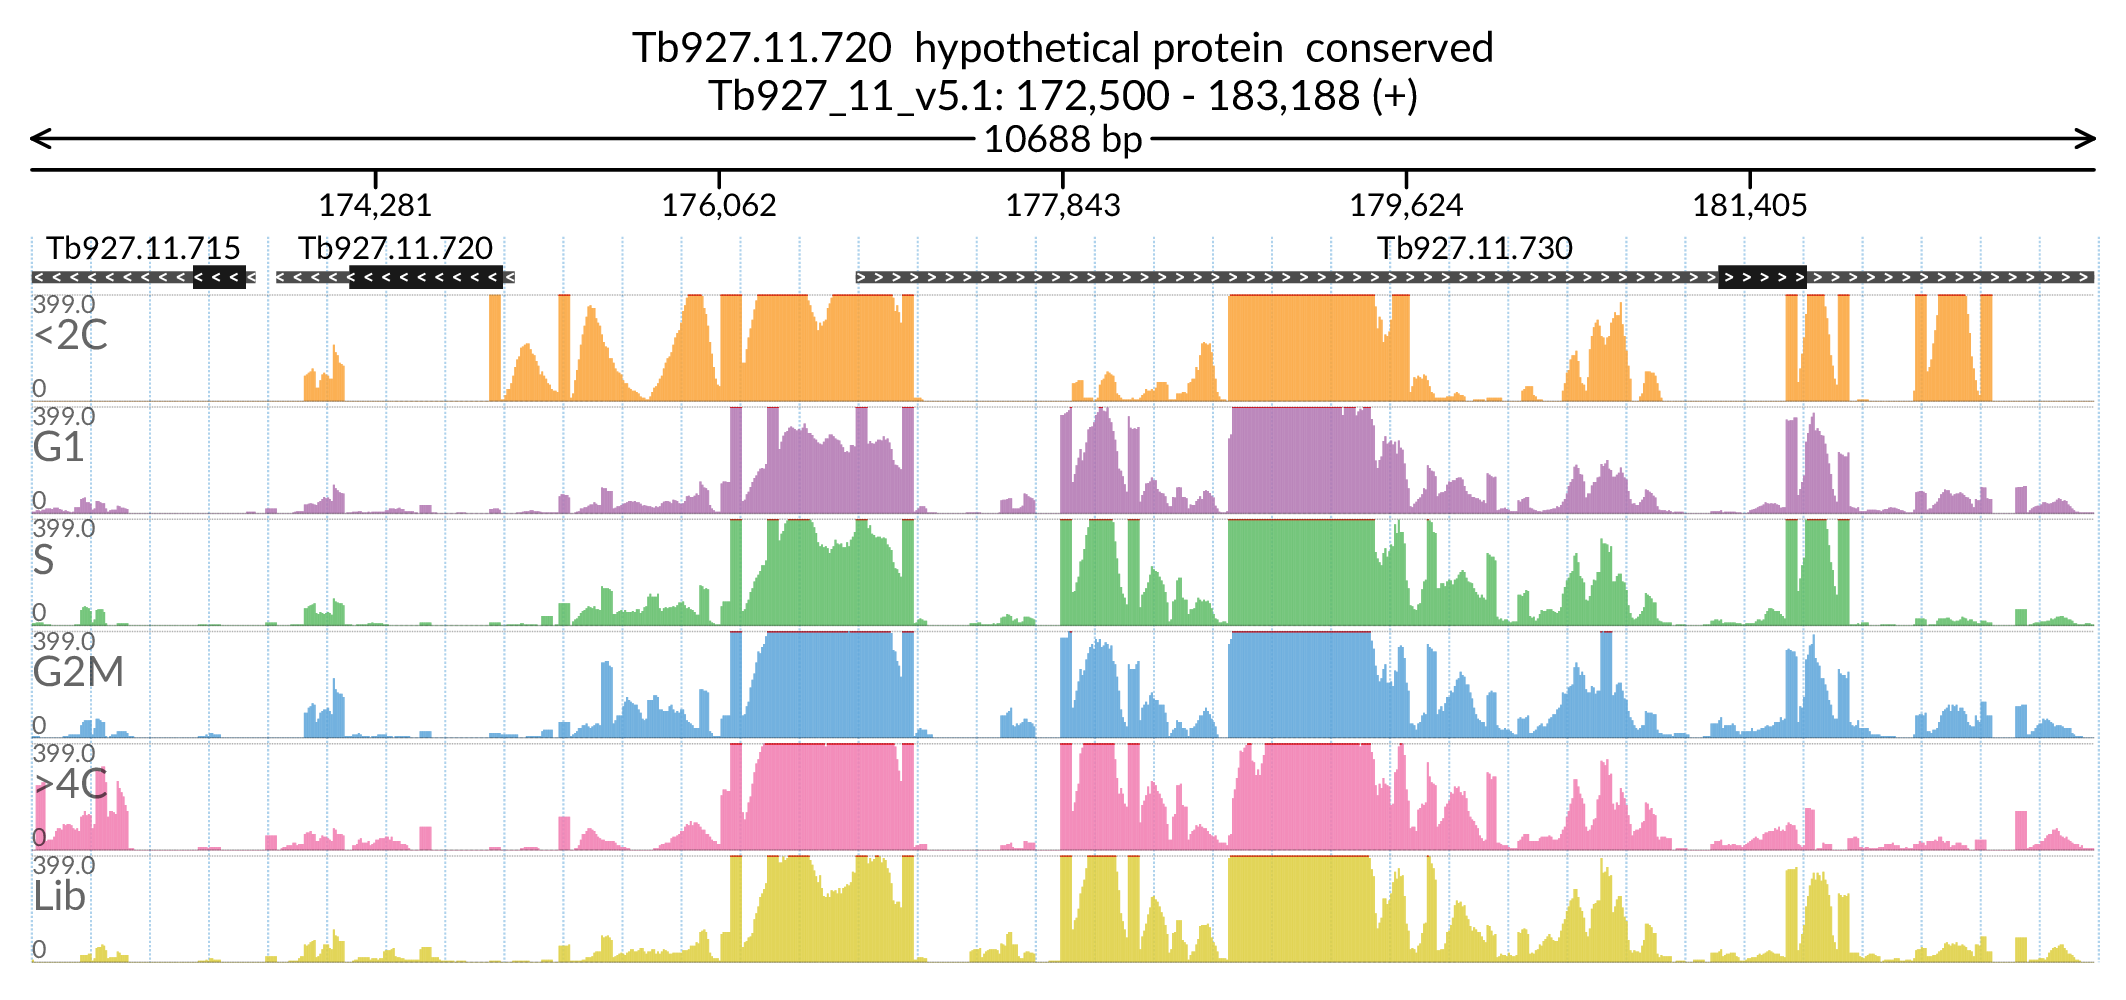 Tb927.11.720 hypothetical protein conserved
Tb927_11_v5.1: 172,500 - 183,188 (+)
10688 bp
174,281 176,062 177,843 179,624 181,405
Tb927.11.715 Tb927.11.720 Tb927.11.730
399.0
<2C
0
399.0
G1
0
399.0
S
0
399.0
G2M
0
399.0
>4C
0
399.0
Lib
0